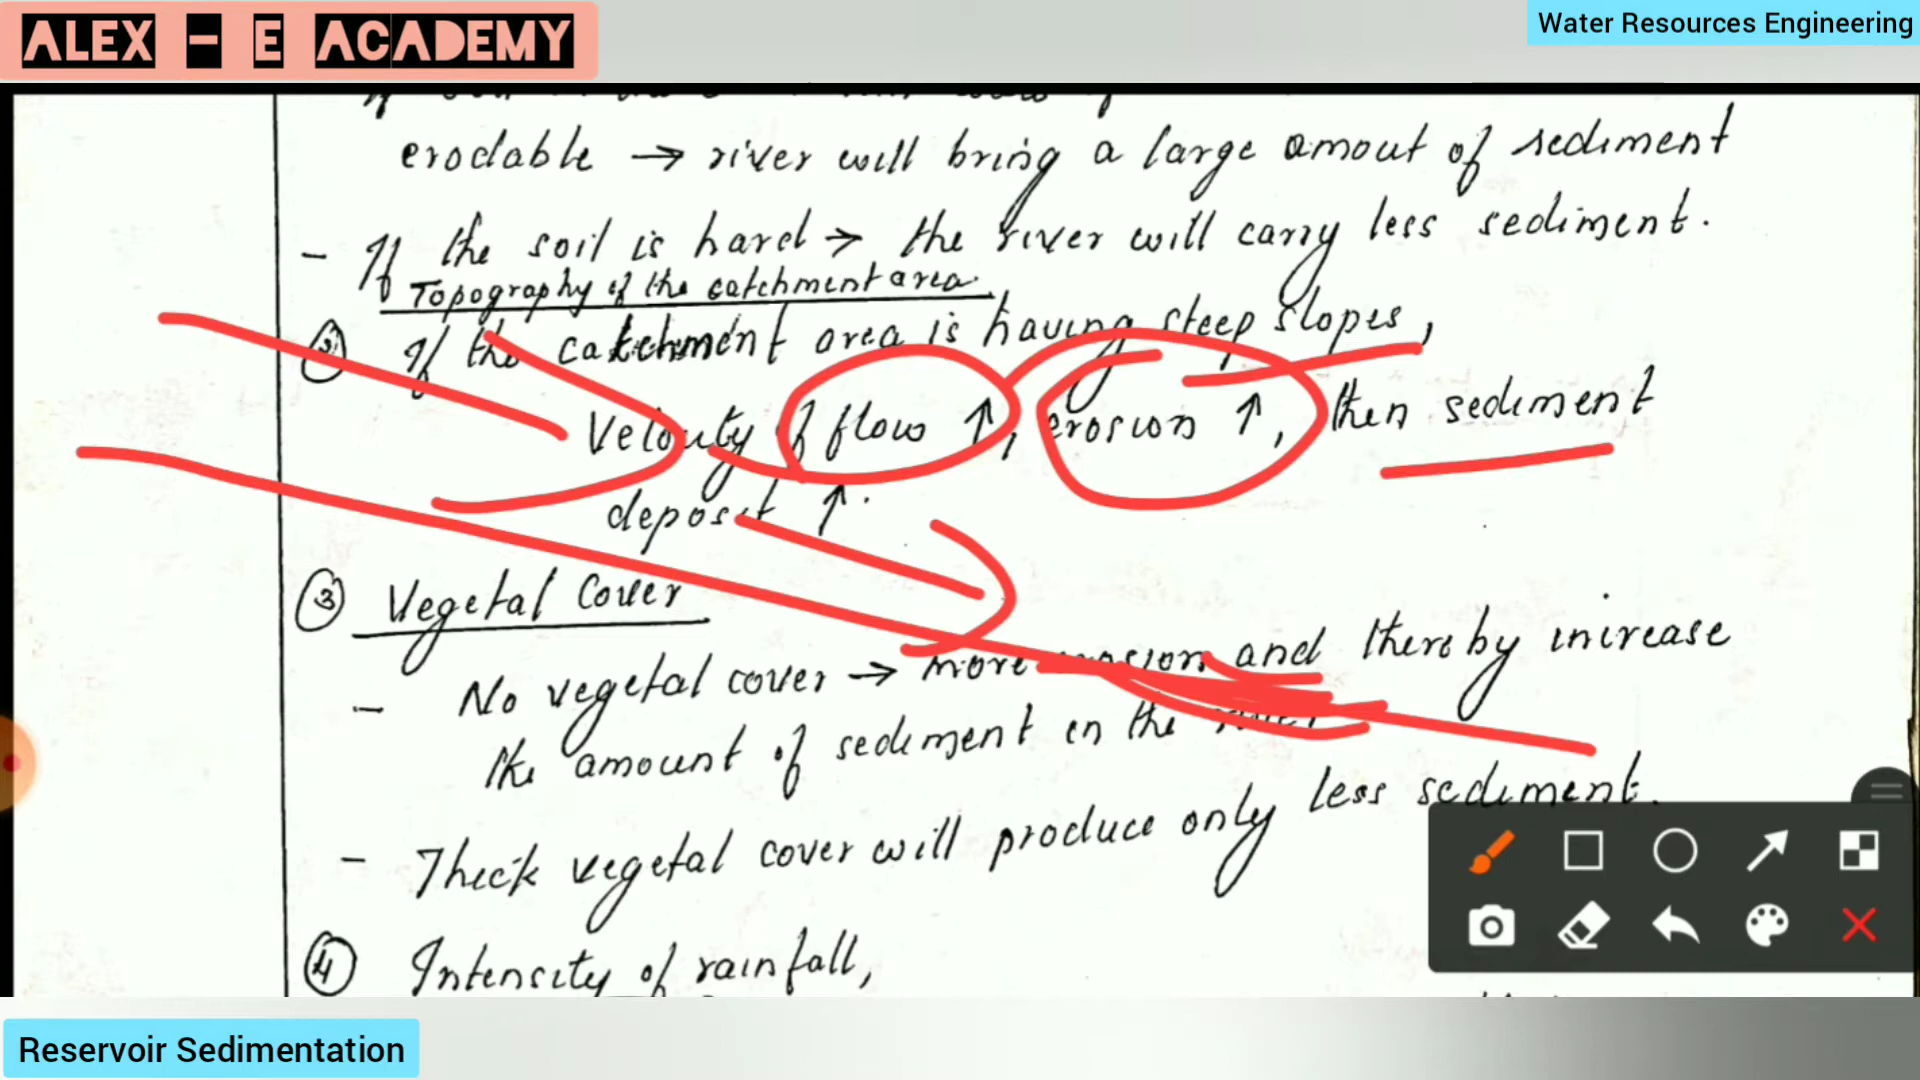 ALEX - E ACADEMY
Water Resources Engineering
erodable → river will bring a large amout of sediment
- If the soil is hard → the river will carry less sediment.
Topography of the catchment area.
② If the catchment area is having steep slopes,
Velouty of flow ↑, erosion ↑, then sediment
deposit ↑.
③ Vegetal Cover
- No vegetal cover → more erosion and thereby increase
the amount of sediment in the river
- Thick vegetal cover will produce only less sediment.
④ Intensity of rainfall,
Reservoir Sedimentation